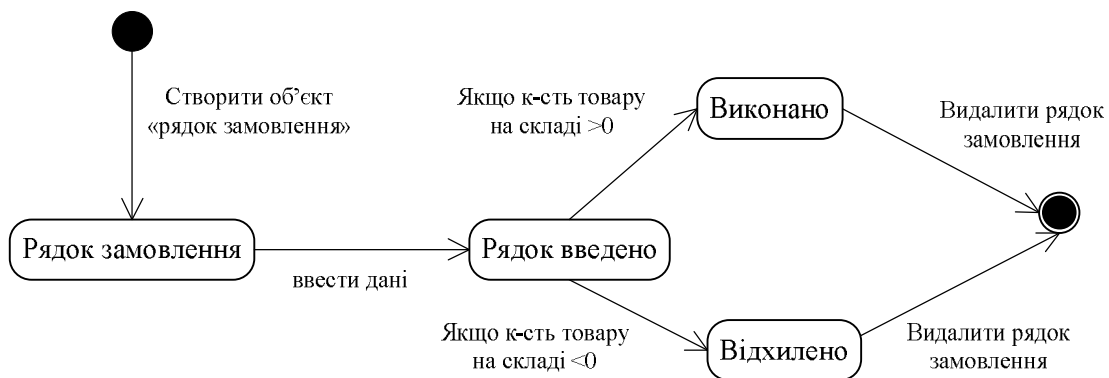 Створити об’єкт
«рядок замовлення»
Рядок замовлення
ввести дані
Рядок введено
Якщо к-сть товару
на складі >0
Виконано
Видалити рядок
замовлення
Якщо к-сть товару
на складі <0
Відхилено
Видалити рядок
замовлення